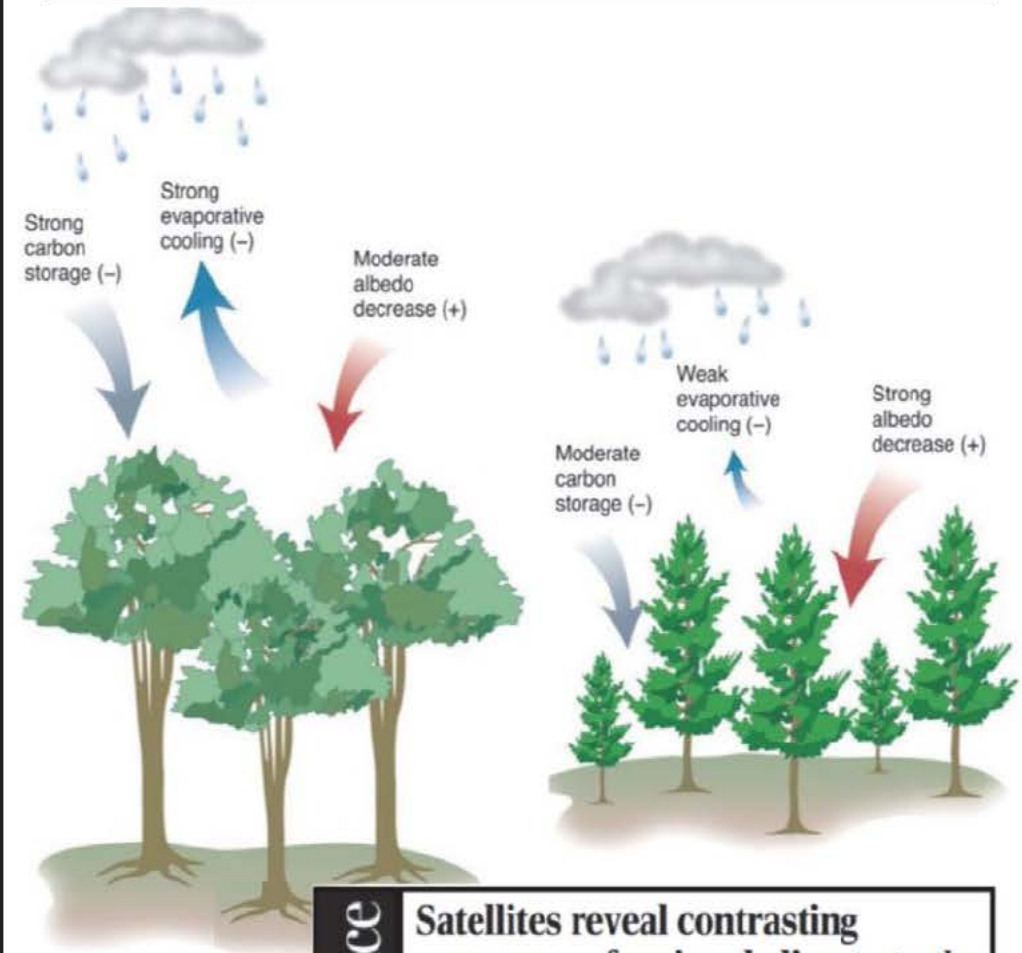 Strong
carbon
storage (–)
Strong
evaporative
cooling (–)
Moderate
albedo
decrease (+)
Moderate
carbon
storage (–)
Weak
evaporative
cooling (–)
Strong
albedo
decrease (+)
ce
Satellites reveal contrasting